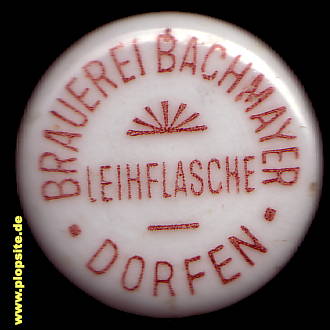 BRAUEREI BACHMAYER
LEIHFLASCHE
• DORFEN •
www.plopsite.de